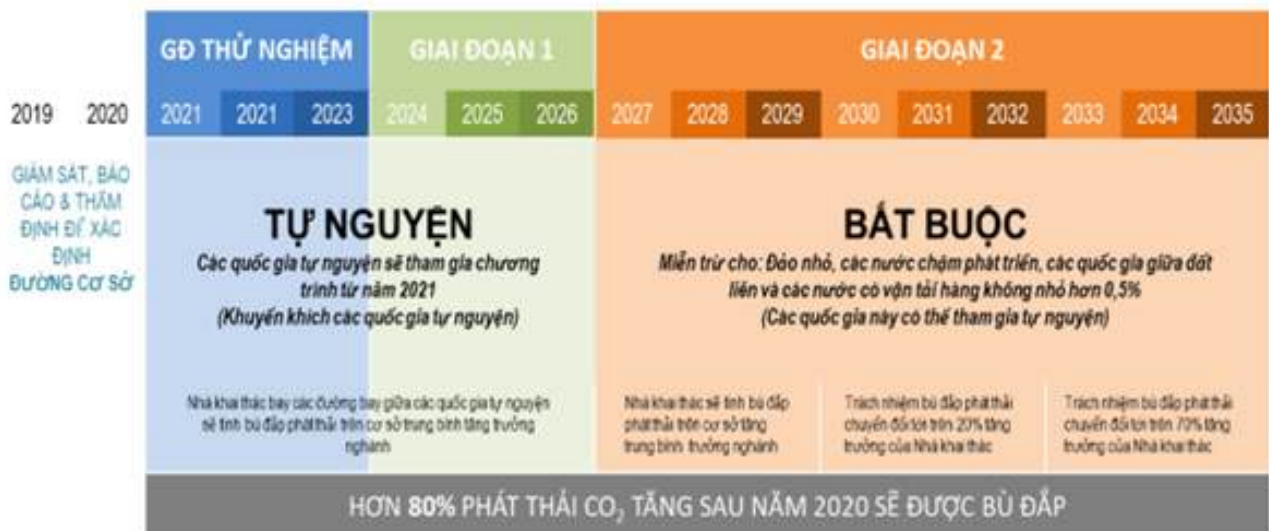 GĐ THỬ NGHIỆM
GIAI ĐOẠN 1
GIAI ĐOẠN 2
2019 2020 2021 2021 2023 2024 2025 2026 2027 2028 2029 2030 2031 2032 2033 2034 2035
GIÁM SÁT, BÁO
CÁO & THẨM
ĐỊNH ĐỂ XÁC
ĐỊNH
ĐƯỜNG CƠ SỞ
TỰ NGUYỆN
Các quốc gia tự nguyện sẽ tham gia chương
trình từ năm 2021
(Khuyến khích các quốc gia tự nguyện)
BẮT BUỘC
Miễn trừ cho: Đảo nhỏ, các nước chậm phát triển, các quốc gia giữa đất
liền và các nước có vận tải hàng không nhỏ hơn 0,5%
(Các quốc gia này có thể tham gia tự nguyện)
Nhà khai thác bay các đường bay giữa các quốc gia tự nguyện
sẽ tính bù đắp phát thải trên cơ sở trung bình tăng trưởng
nghành
Nhà khai thác sẽ tính bù đắp
phát thải trên cơ sở tăng
trung bình trưởng nghành
Trách nhiệm bù đắp phát thải
chuyển đổi tới trên 20% tăng
trưởng của Nhà khai thác
Trách nhiệm bù đắp phát thải
chuyển đổi tới trên 70% tăng
trưởng của Nhà khai thác
HƠN 80% PHÁT THẢI CO₂ TĂNG SAU NĂM 2020 SẼ ĐƯỢC BÙ ĐẮP